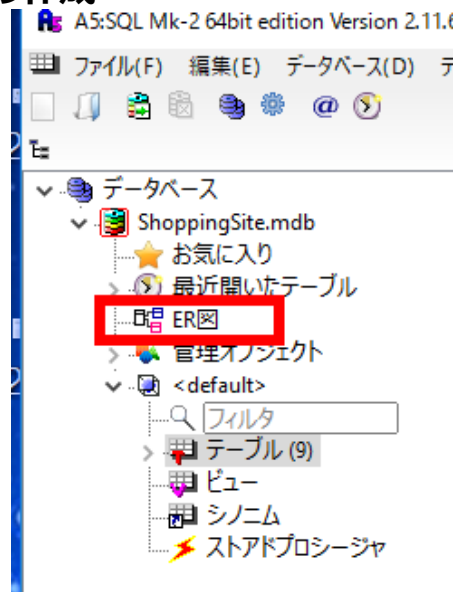 作成
A5:SQL Mk-2 64bit edition Version 2.11.6
ファイル(F) 編集(E) データベース(D) デ
データベース
ShoppingSite.mdb
お気に入り
最近開いたテーブル
ER図
管理オブジェクト
<default>
フィルタ
テーブル (9)
ビュー
シノニム
ストアドプロシージャ